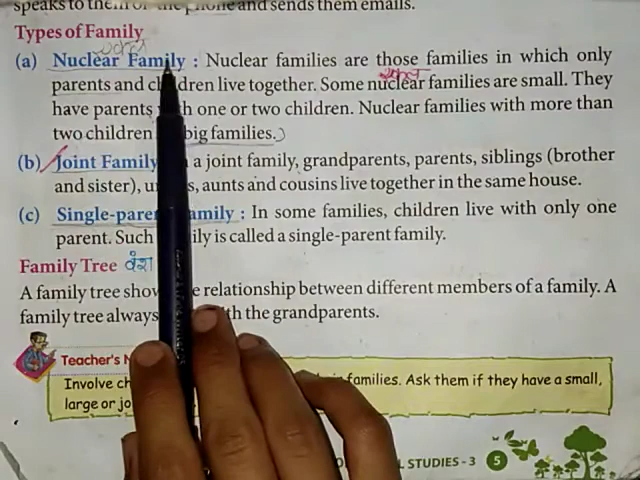 speaks to them on the phone and sends them emails.
Types of Family
(a) Nuclear Family : Nuclear families are those families in which only
parents and children live together. Some nuclear families are small. They
have parents with one or two children. Nuclear families with more than
two children big families.
(b) Joint Family a joint family, grandparents, parents, siblings (brother
and sister), aunts and cousins live together in the same house.
(c) Single-parent Family : In some families, children live with only one
parent. Such family is called a single-parent family.
Family Tree वंश
A family tree shows the relationship between different members of a family. A
family tree always with the grandparents.
Teacher's
Involve families. Ask them if they have a small,
large or
STUDIES - 3 5